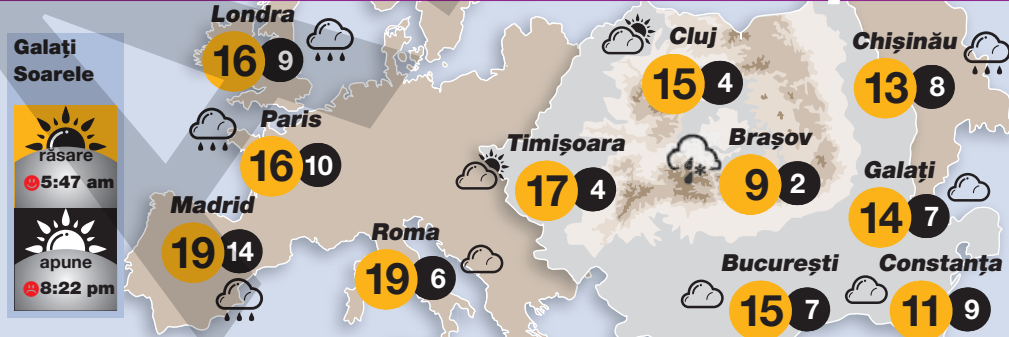 Galați
Soarele
răsare
5:47 am
apune
8:22 pm
Londra
16 9
Paris
16 10
Madrid
19 14
Roma
19 6
Timișoara
17 4
Cluj
15 4
Brașov
9 2
Chișinău
13 8
Galați
14 7
București
15 7
Constanța
11 9